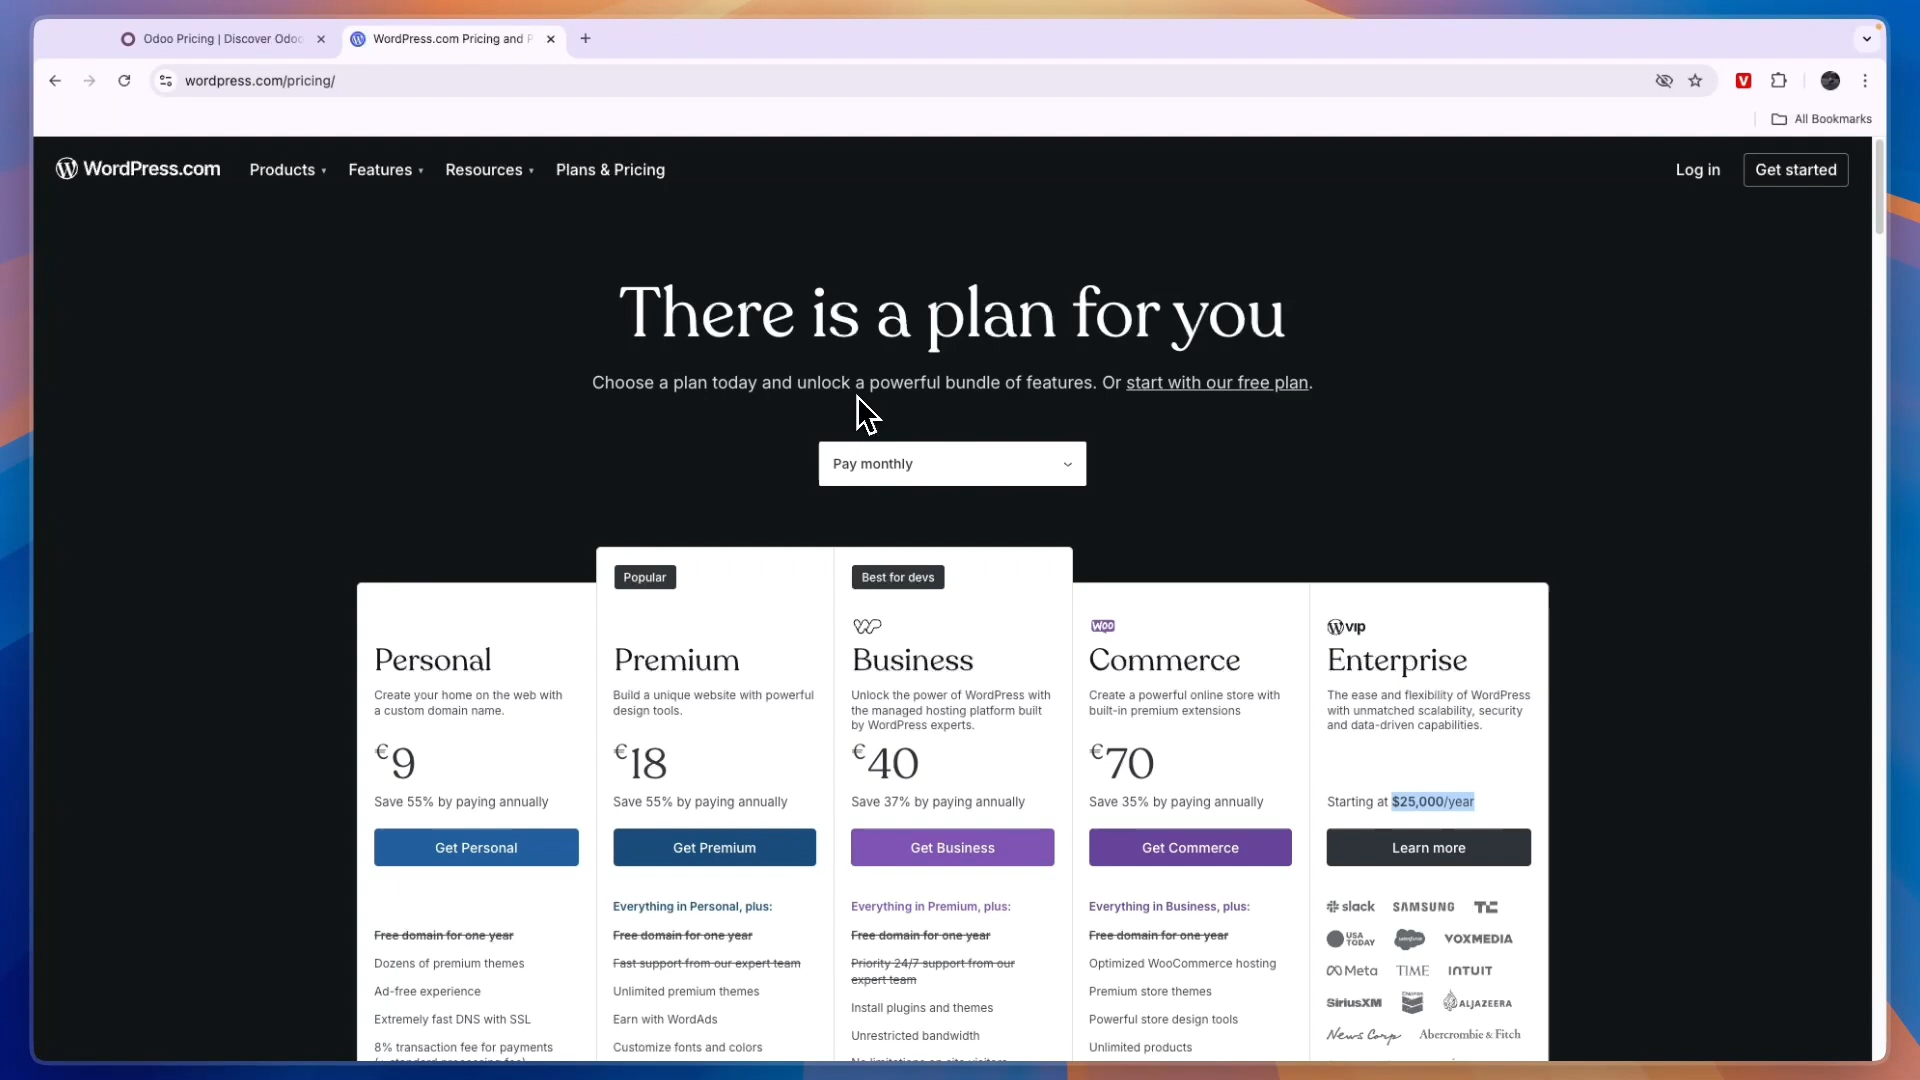 Odoo Pricing | Discover Odoo
WordPress.com Pricing and P
wordpress.com/pricing/
All Bookmarks
WordPress.com Products Features Resources Plans & Pricing Log in Get started
There is a plan for you
Choose a plan today and unlock a powerful bundle of features. Or start with our free plan.
Pay monthly
Popular
Personal
Create your home on the web with
a custom domain name.
€9
Save 55% by paying annually
Get Personal
Free domain for one year
Dozens of premium themes
Ad-free experience
Extremely fast DNS with SSL
8% transaction fee for payments
Premium
Build a unique website with powerful
design tools.
€18
Save 55% by paying annually
Get Premium
Everything in Personal, plus:
Free domain for one year
Fast support from our expert team
Unlimited premium themes
Earn with WordAds
Customize fonts and colors
Best for devs
Business
Unlock the power of WordPress with
the managed hosting platform built
by WordPress experts.
€40
Save 37% by paying annually
Get Business
Everything in Premium, plus:
Free domain for one year
Priority 24/7 support from our
expert team
Install plugins and themes
Unrestricted bandwidth
WOO
Commerce
Create a powerful online store with
built-in premium extensions
€70
Save 35% by paying annually
Get Commerce
Everything in Business, plus:
Free domain for one year
Optimized WooCommerce hosting
Premium store themes
Powerful store design tools
Unlimited products
VIP
Enterprise
The ease and flexibility of WordPress
with unmatched scalability, security
and data-driven capabilities.
Starting at $25,000/year
Learn more
slack SAMSUNG TC
USA TODAY salesforce VOXMEDIA
Meta TIME INTUIT
SiriusXM ALJAZEERA
News Corp Abercrombie & Fitch